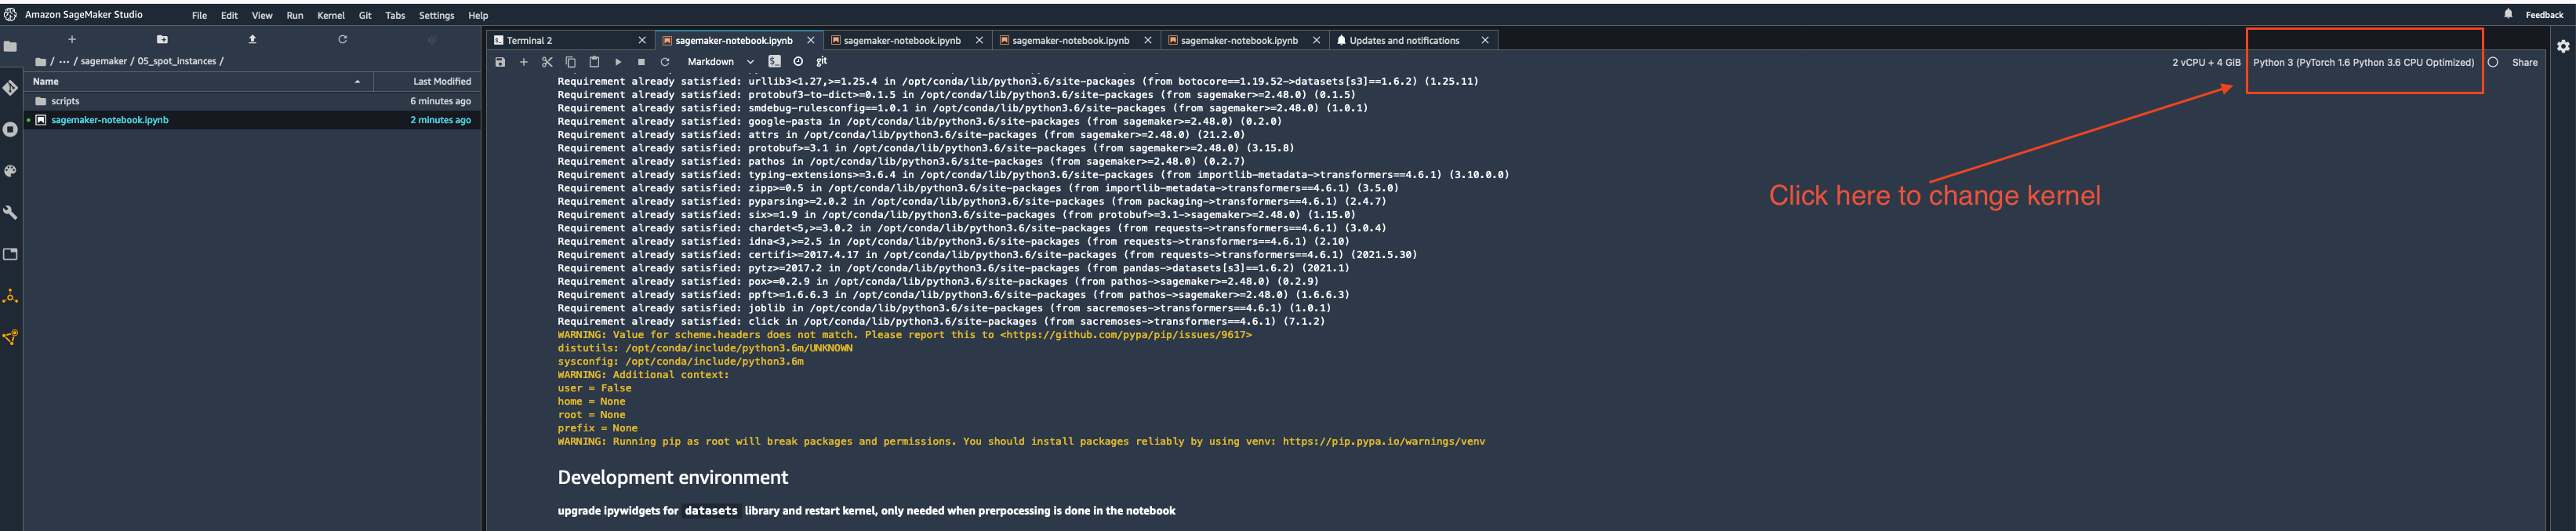 Amazon SageMaker Studio File Edit View Run Kernel Git Tabs Settings Help Feedback
Terminal 2 sagemaker-notebook.ipynb sagemaker-notebook.ipynb sagemaker-notebook.ipynb sagemaker-notebook.ipynb Updates and notifications
/ ··· / sagemaker / 05_spot_instances /
Name Last Modified
scripts 6 minutes ago
sagemaker-notebook.ipynb 2 minutes ago
Markdown git 2 vCPU + 4 GiB Python 3 (PyTorch 1.6 Python 3.6 CPU Optimized) Share
Requirement already satisfied: urllib3<1.27,>=1.25.4 in /opt/conda/lib/python3.6/site-packages (from botocore==1.19.52->datasets[s3]==1.6.2) (1.25.11)
Requirement already satisfied: protobuf3-to-dict>=0.1.5 in /opt/conda/lib/python3.6/site-packages (from sagemaker>=2.48.0) (0.1.5)
Requirement already satisfied: smdebug-rulesconfig==1.0.1 in /opt/conda/lib/python3.6/site-packages (from sagemaker>=2.48.0) (1.0.1)
Requirement already satisfied: google-pasta in /opt/conda/lib/python3.6/site-packages (from sagemaker>=2.48.0) (0.2.0)
Requirement already satisfied: attrs in /opt/conda/lib/python3.6/site-packages (from sagemaker>=2.48.0) (21.2.0)
Requirement already satisfied: protobuf>=3.1 in /opt/conda/lib/python3.6/site-packages (from sagemaker>=2.48.0) (3.15.8)
Requirement already satisfied: pathos in /opt/conda/lib/python3.6/site-packages (from sagemaker>=2.48.0) (0.2.7)
Requirement already satisfied: typing-extensions>=3.6.4 in /opt/conda/lib/python3.6/site-packages (from importlib-metadata->transformers==4.6.1) (3.10.0.0)
Requirement already satisfied: zipp>=0.5 in /opt/conda/lib/python3.6/site-packages (from importlib-metadata->transformers==4.6.1) (3.5.0)
Requirement already satisfied: pyparsing>=2.0.2 in /opt/conda/lib/python3.6/site-packages (from packaging->transformers==4.6.1) (2.4.7)
Requirement already satisfied: six>=1.9 in /opt/conda/lib/python3.6/site-packages (from protobuf>=3.1->sagemaker>=2.48.0) (1.15.0)
Requirement already satisfied: chardet<5,>=3.0.2 in /opt/conda/lib/python3.6/site-packages (from requests->transformers==4.6.1) (3.0.4)
Requirement already satisfied: idna<3,>=2.5 in /opt/conda/lib/python3.6/site-packages (from requests->transformers==4.6.1) (2.10)
Requirement already satisfied: certifi>=2017.4.17 in /opt/conda/lib/python3.6/site-packages (from requests->transformers==4.6.1) (2021.5.30)
Requirement already satisfied: pytz>=2017.2 in /opt/conda/lib/python3.6/site-packages (from pandas->datasets[s3]==1.6.2) (2021.1)
Requirement already satisfied: pox>=0.2.9 in /opt/conda/lib/python3.6/site-packages (from pathos->sagemaker>=2.48.0) (0.2.9)
Requirement already satisfied: ppft>=1.6.6.3 in /opt/conda/lib/python3.6/site-packages (from pathos->sagemaker>=2.48.0) (1.6.6.3)
Requirement already satisfied: joblib in /opt/conda/lib/python3.6/site-packages (from sacremoses->transformers==4.6.1) (1.0.1)
Requirement already satisfied: click in /opt/conda/lib/python3.6/site-packages (from sacremoses->transformers==4.6.1) (7.1.2)
WARNING: Value for scheme.headers does not match. Please report this to <https://github.com/pypa/pip/issues/9617>
distutils: /opt/conda/include/python3.6m/UNKNOWN
sysconfig: /opt/conda/include/python3.6m
WARNING: Additional context:
user = False
home = None
root = None
prefix = None
WARNING: Running pip as root will break packages and permissions. You should install packages reliably by using venv: https://pip.pypa.io/warnings/venv
Development environment
upgrade ipywidgets for datasets library and restart kernel, only needed when prerpocessing is done in the notebook
Click here to change kernel